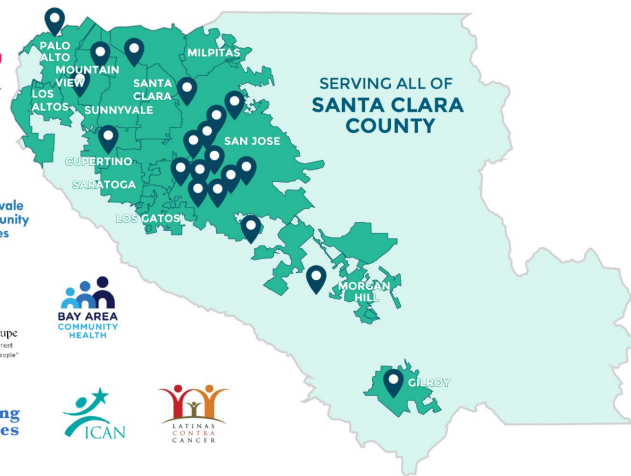 PALO
ALTO
MOUNTAIN
VIEW
LOS
ALTOS
SUNNYVALE
SANTA
CLARA
MILPITAS
SAN JOSE
CUPERTINO
SARATOGA
LOS GATOS
MORGAN
HILL
GILROY
SERVING ALL OF
SANTA CLARA
COUNTY
BAY AREA
COMMUNITY
HEALTH
ICAN
LATINAS
CONTRA
CANCER